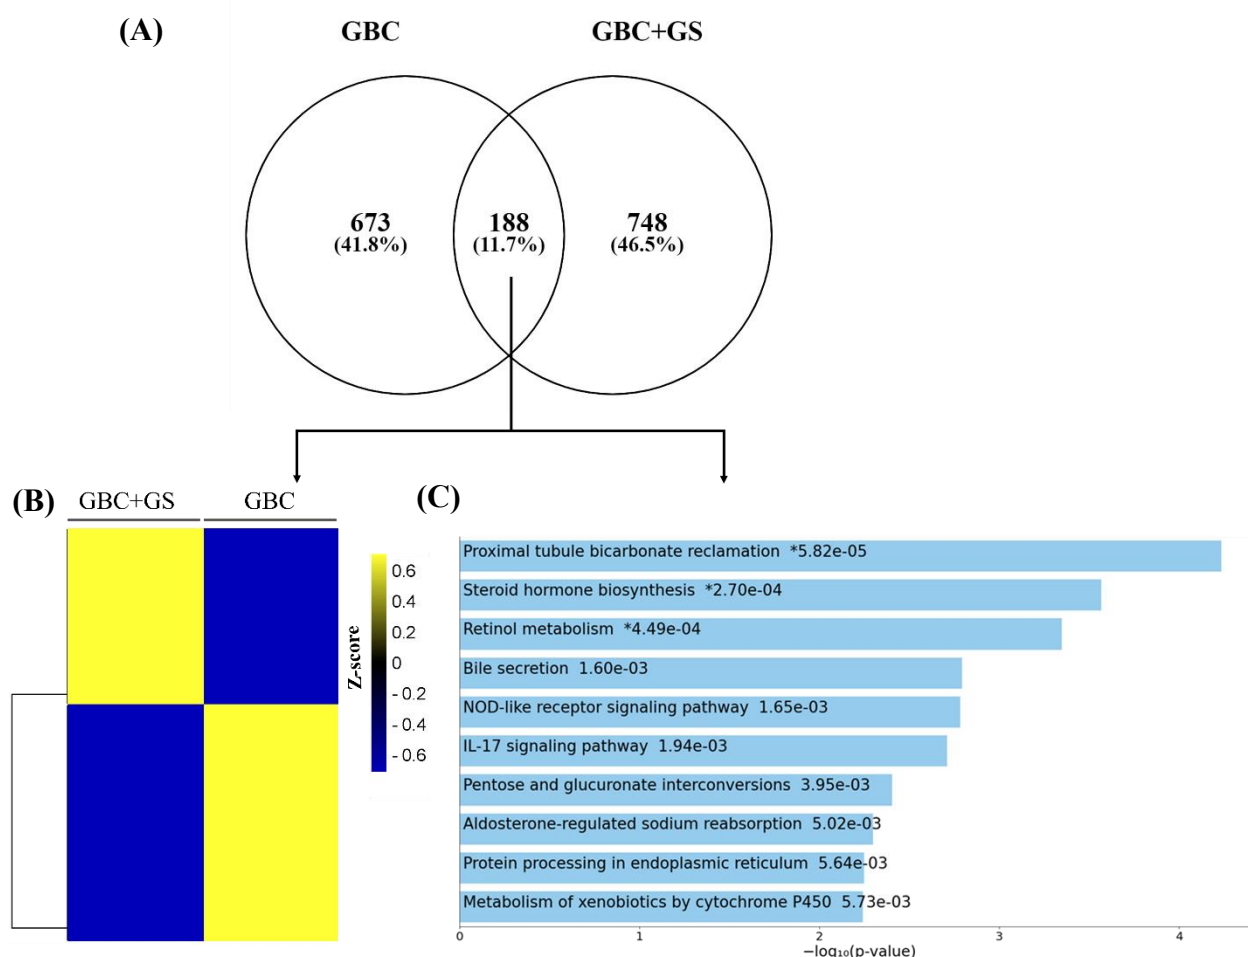 (A)
GBC
GBC+GS
673
(41.8%)
188
(11.7%)
748
(46.5%)
(B)
GBC+GS
GBC
Z-score
0.6
0.4
0.2
0
- 0.2
- 0.4
- 0.6
(C)
Proximal tubule bicarbonate reclamation *5.82e-05
Steroid hormone biosynthesis *2.70e-04
Retinol metabolism *4.49e-04
Bile secretion 1.60e-03
NOD-like receptor signaling pathway 1.65e-03
IL-17 signaling pathway 1.94e-03
Pentose and glucuronate interconversions 3.95e-03
Aldosterone-regulated sodium reabsorption 5.02e-03
Protein processing in endoplasmic reticulum 5.64e-03
Metabolism of xenobiotics by cytochrome P450 5.73e-03
0 1 2 3 4
−log₁₀(p-value)